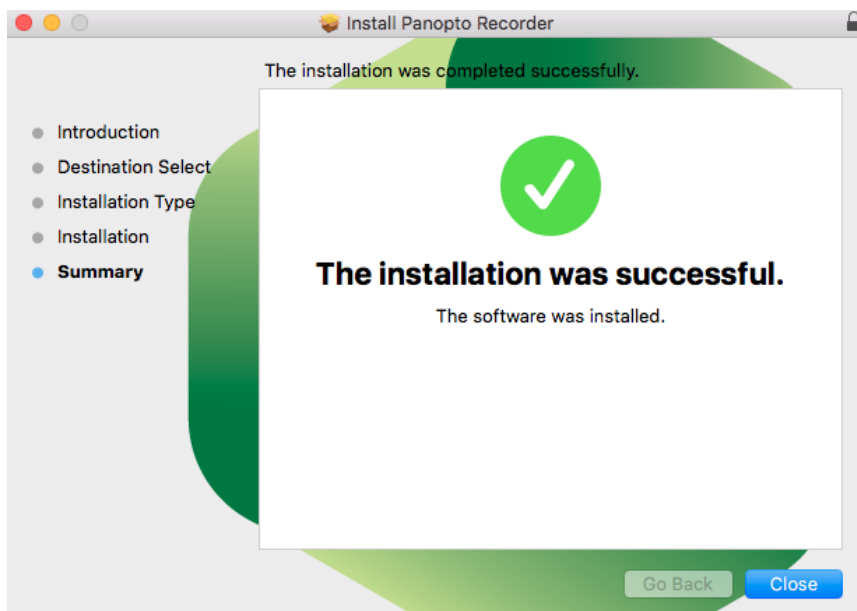 Install Panopto Recorder
The installation was completed successfully.
Introduction
Destination Select
Installation Type
Installation
Summary
The installation was successful.
The software was installed.
Go Back
Close